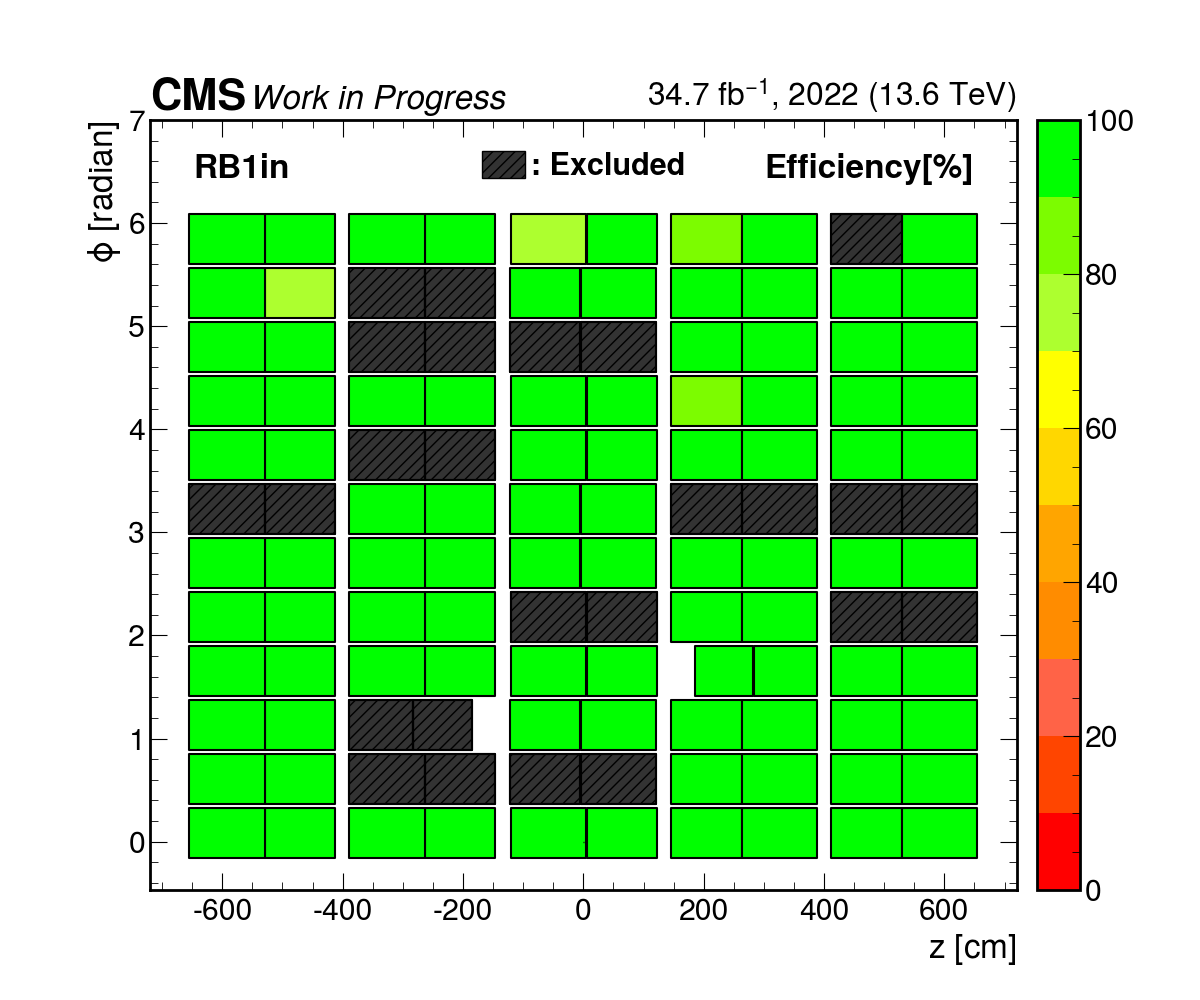 CMS Work in Progress 34.7 fb⁻¹, 2022 (13.6 TeV)
ϕ [radian]
RB1in : Excluded Efficiency[%]
7
6
5
4
3
2
1
0
-600 -400 -200 0 200 400 600
z [cm]
100
80
60
40
20
0